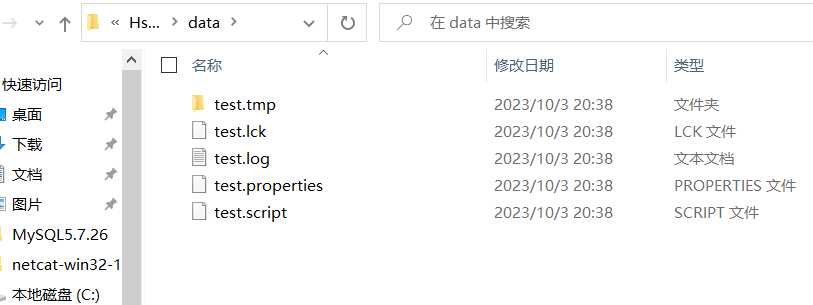 « Hs... › data ›
在 data 中搜索
名称 修改日期 类型
快速访问
桌面
下载
文档
图片
MySQL5.7.26
netcat-win32-1
本地磁盘 (C:)
test.tmp 2023/10/3 20:38 文件夹
test.lck 2023/10/3 20:38 LCK 文件
test.log 2023/10/3 20:38 文本文档
test.properties 2023/10/3 20:38 PROPERTIES 文件
test.script 2023/10/3 20:38 SCRIPT 文件